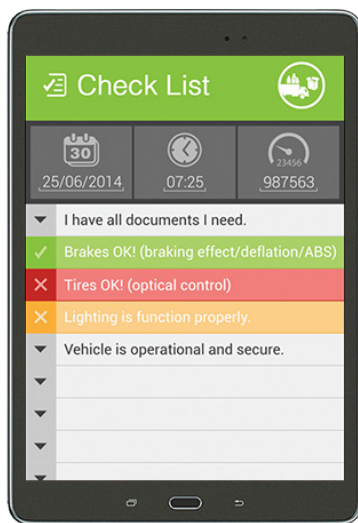 Check List
30
23456
25/06/2014
07:25
987563
I have all documents I need.
Brakes OK! (braking effect/deflation/ABS)
Tires OK! (optical control)
Lighting is function properly.
Vehicle is operational and secure.